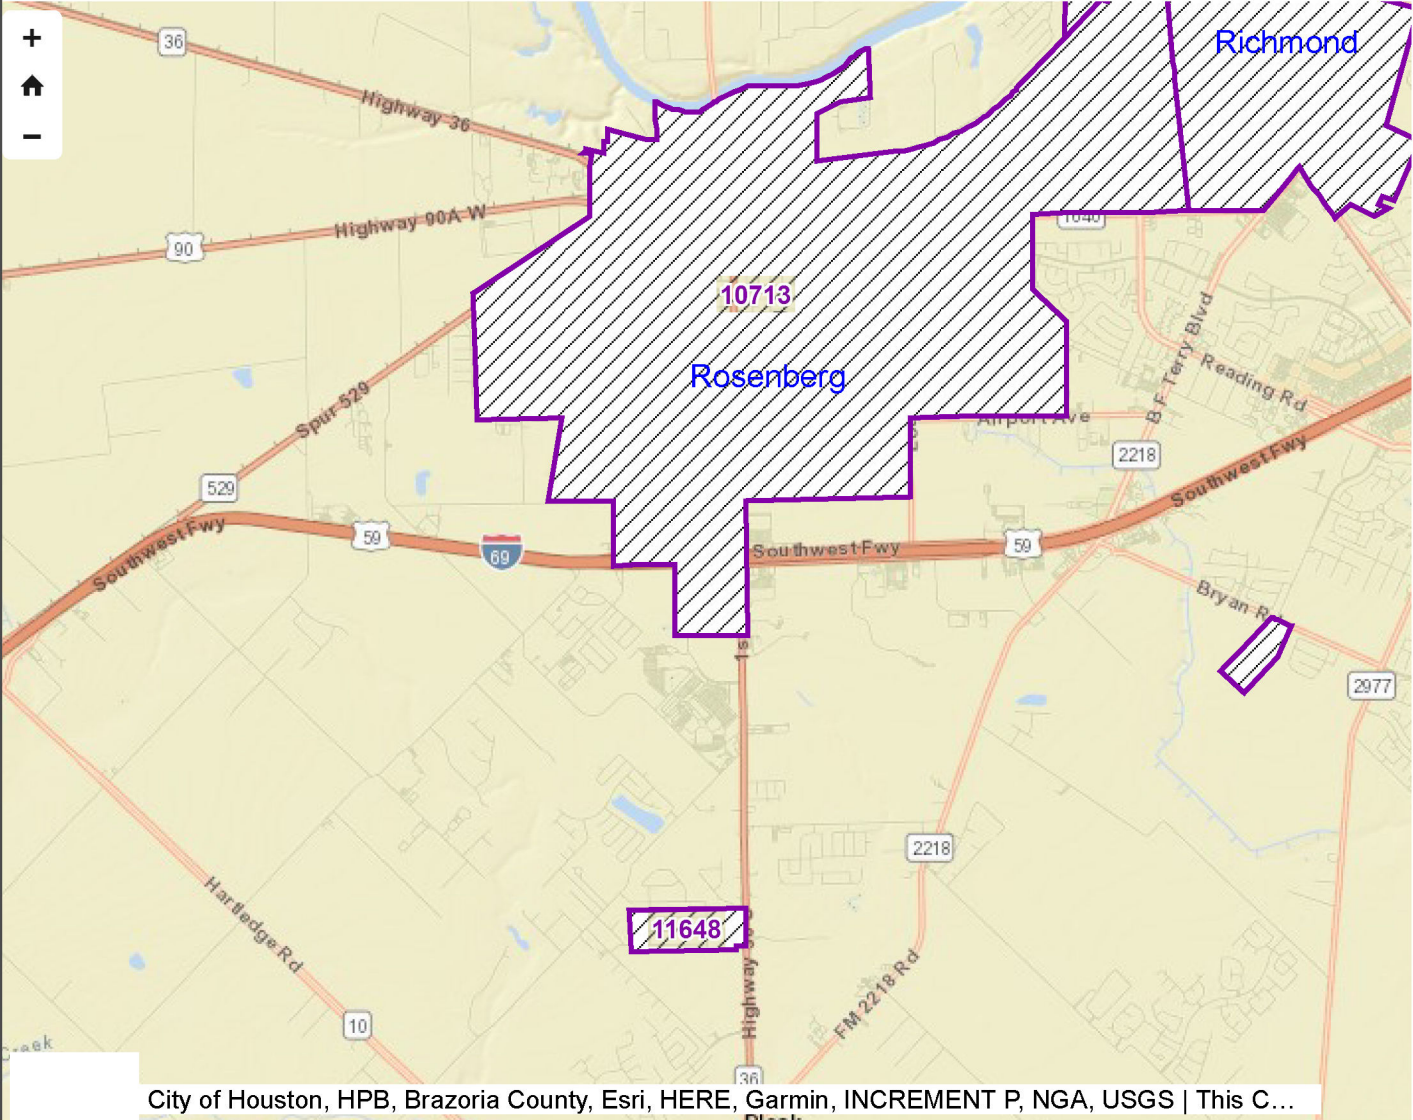 +
−
36
Highway 36
Richmond
Highway 90A W
90
1040
10713
Rosenberg
B F Terry Blvd
Reading Rd
Spur 529
Airport Ave
2218
529
Southwest Fwy
Southwest Fwy
59
69
Southwest Fwy
59
Bryan Rd
2977
2218
Hartledge Rd
11648
Highway
FM 2218 Rd
10
Creek
36
City of Houston, HPB, Brazoria County, Esri, HERE, Garmin, INCREMENT P, NGA, USGS | This C...